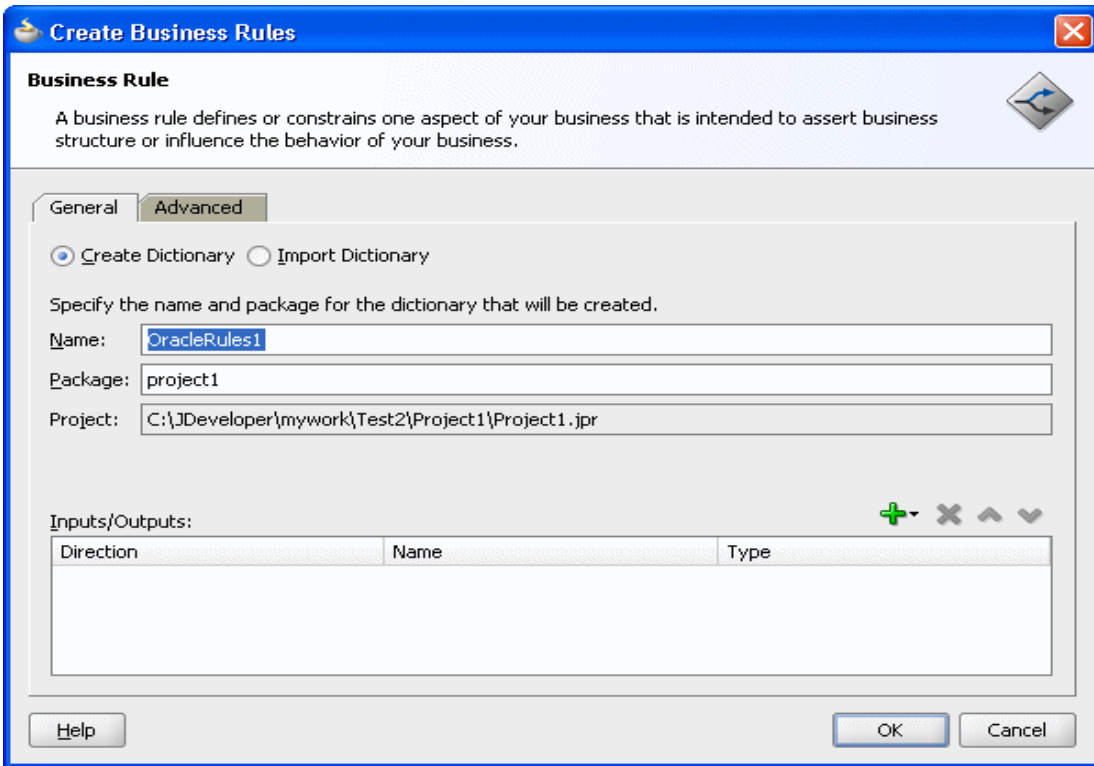 Create Business Rules
Business Rule
A business rule defines or constrains one aspect of your business that is intended to assert business
structure or influence the behavior of your business.
General Advanced
Create Dictionary Import Dictionary
Specify the name and package for the dictionary that will be created.
Name: OracleRules1
Package: project1
Project: C:\JDeveloper\mywork\Test2\Project1\Project1.jpr
Inputs/Outputs:
Direction Name Type
Help OK Cancel